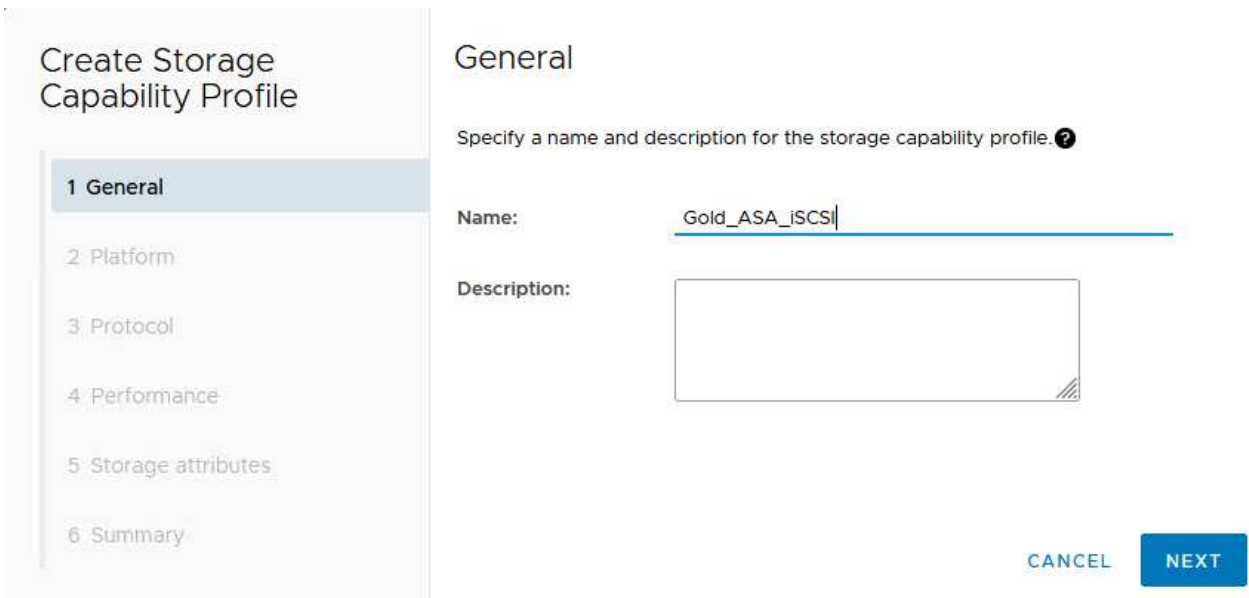 Create Storage
Capability Profile
1 General
2 Platform
3 Protocol
4 Performance
5 Storage attributes
6 Summary
General
Specify a name and description for the storage capability profile.?
Name: Gold_ASA_iSCSI
Description:
CANCEL NEXT